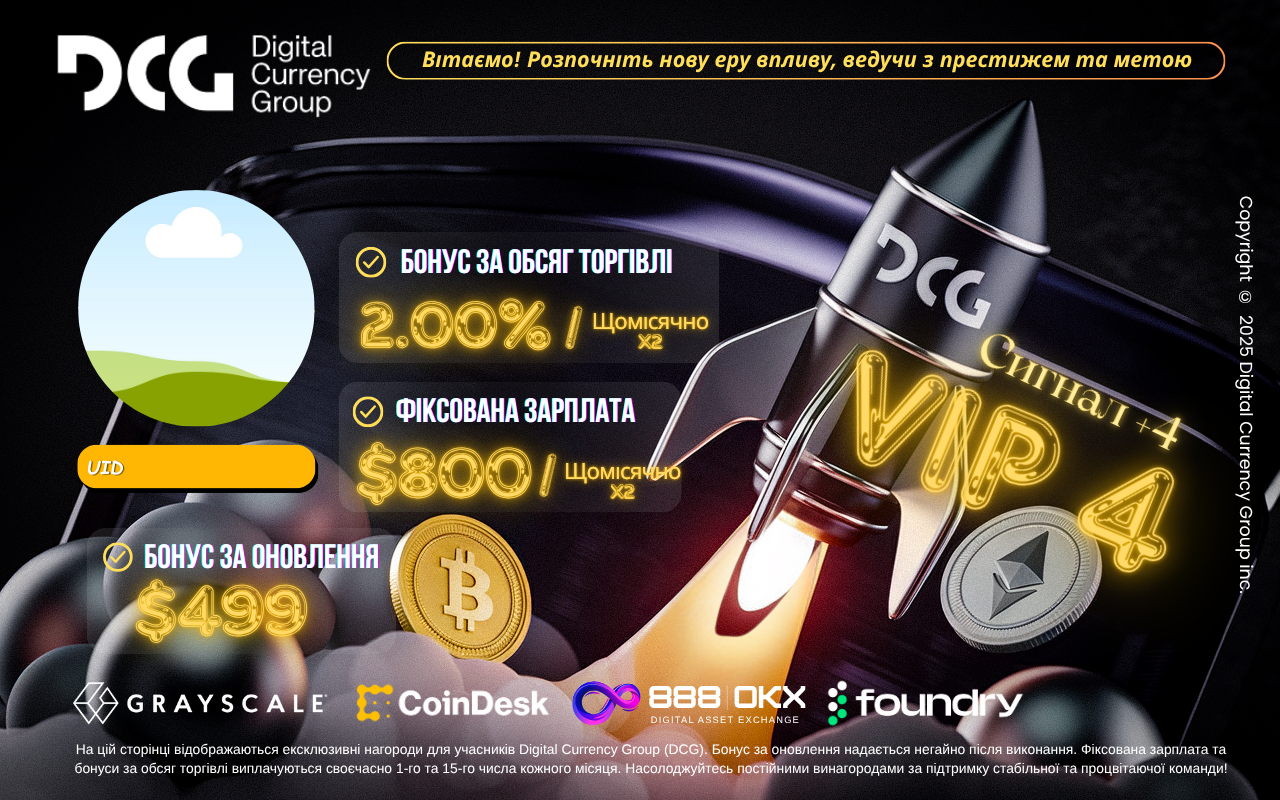 DCG
Digital
Currency
Group
Вітаємо! Розпочніть нову еру впливу, ведучи з престижем та метою
DCG
БОНУС ЗА ОБСЯГ ТОРГІВЛІ
2.00% / Щомісячно
X2
Сигнал +4
VIP 4
ФІКСОВАНА ЗАРПЛАТА
$800 / Щомісячно
X2
UID
БОНУС ЗА ОНОВЛЕННЯ
$499
Copyright © 2025 Digital Currency Group Inc.
GRAYSCALE
CoinDesk
888 | OKX
DIGITAL ASSET EXCHANGE
foundry
На цій сторінці відображаються ексклюзивні нагороди для учасників Digital Currency Group (DCG). Бонус за оновлення надається негайно після виконання. Фіксована зарплата та
бонуси за обсяг торгівлі виплачуються своєчасно 1-го та 15-го числа кожного місяця. Насолоджуйтесь постійними винагородами за підтримку стабільної та процвітаючої команди!